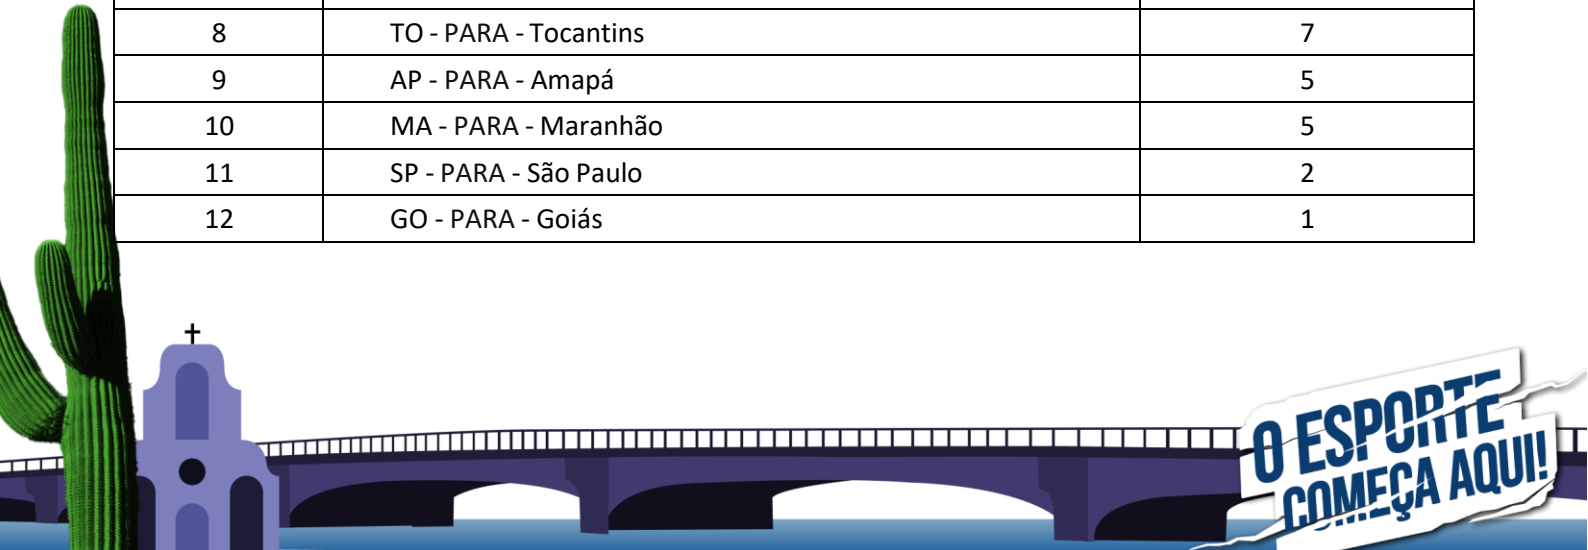 8 TO - PARA - Tocantins 7
9 AP - PARA - Amapá 5
10 MA - PARA - Maranhão 5
11 SP - PARA - São Paulo 2
12 GO - PARA - Goiás 1
O ESPORTE
COMEÇA AQUI!